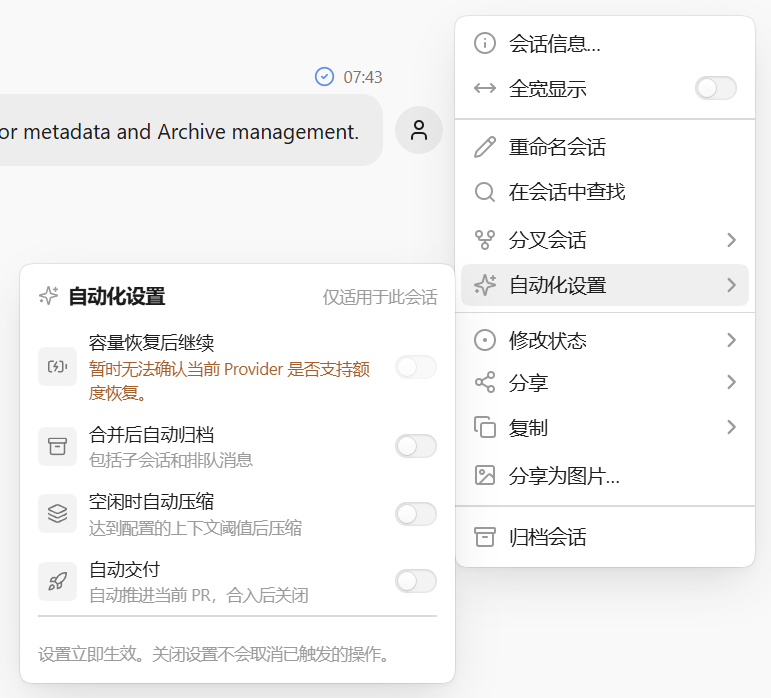 07:43
or metadata and Archive management.
会话信息...
全宽显示
重命名会话
在会话中查找
分叉会话
自动化设置
修改状态
分享
复制
分享为图片...
归档会话
自动化设置
仅适用于此会话
容量恢复后继续
暂时无法确认当前 Provider 是否支持额
度恢复。
合并后自动归档
包括子会话和排队消息
空闲时自动压缩
达到配置的上下文阈值后压缩
自动交付
自动推进当前 PR，合入后关闭
设置立即生效。关闭设置不会取消已触发的操作。